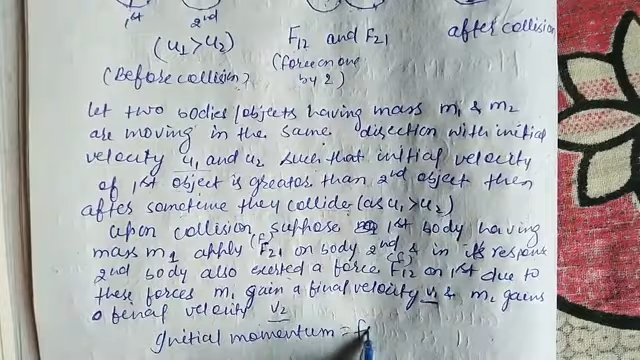 1st 2nd
(u1>u2) F12 and F21 after collision
(Before collision) (force on one by 2)
let two bodies/objects having mass m1 & m2
are moving in the same direction with initial
velocity u1 and u2 such that initial velocity
of 1st object is greater than 2nd object then
after sometime they collide (as u1>u2)
Upon collision suppose 1st body having
mass m1 apply F21 on body 2nd & in its respons
2nd body also exerted a force F12 on 1st due to
these forces m1 gain a final velocity v1 & m2 gains
a final velocity v2
Initial momentum = f